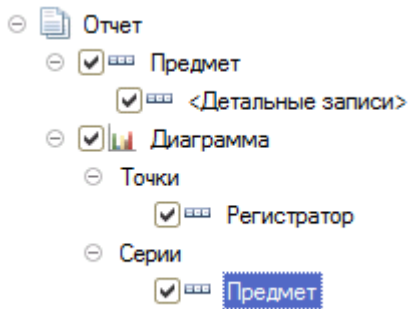 Отчет
Предмет
<Детальные записи>
Диаграмма
Точки
Регистратор
Серии
Предмет